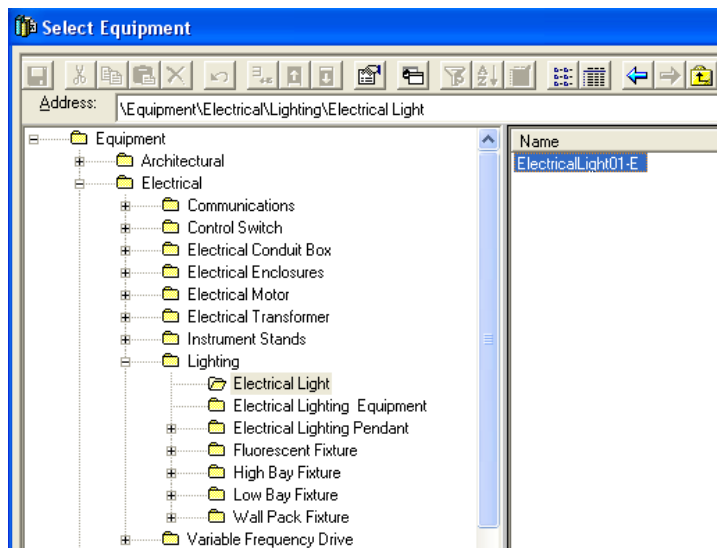 Select Equipment
Address: \Equipment\Electrical\Lighting\Electrical Light
Equipment
Architectural
Electrical
Communications
Control Switch
Electrical Conduit Box
Electrical Enclosures
Electrical Motor
Electrical Transformer
Instrument Stands
Lighting
Electrical Light
Electrical Lighting  Equipment
Electrical Lighting Pendant
Fluorescent Fixture
High Bay Fixture
Low Bay Fixture
Wall Pack Fixture
Variable Frequency Drive
Name
ElectricalLight01-E